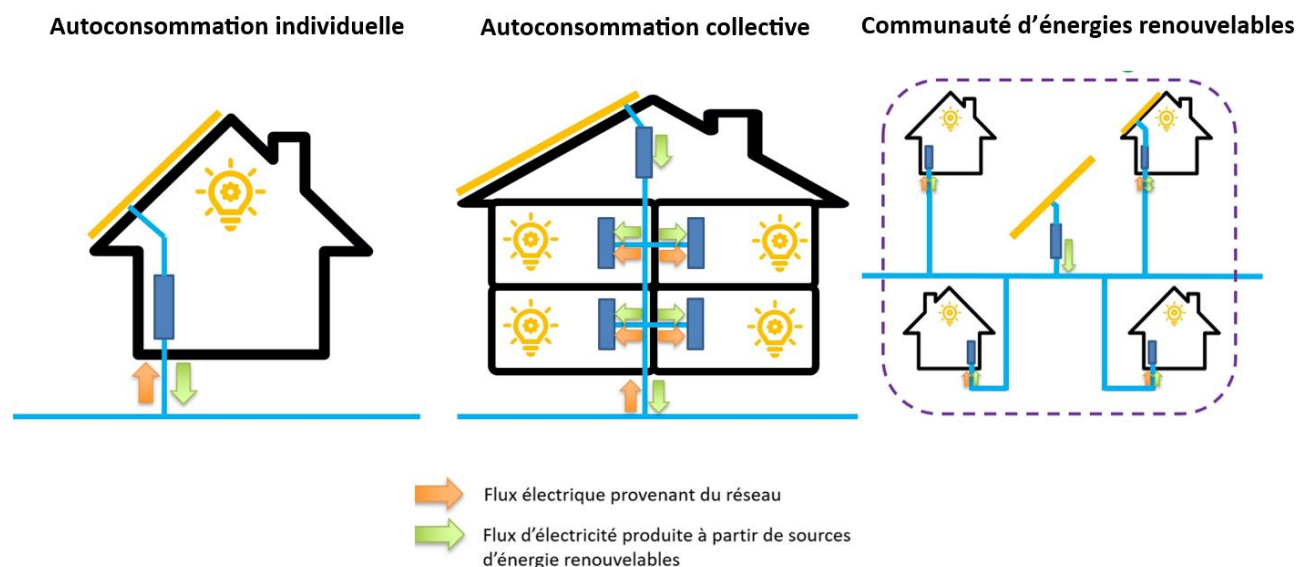 Autoconsommation individuelle
Autoconsommation collective
Communauté d'énergies renouvelables
Flux électrique provenant du réseau
Flux d'électricité produite à partir de sources
d'énergie renouvelables